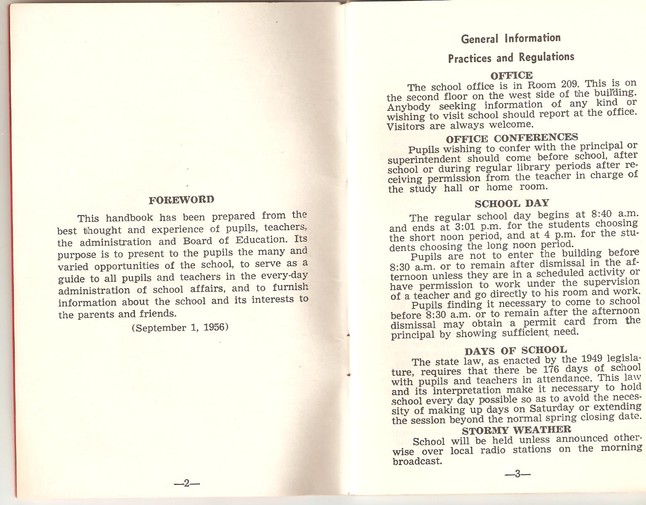 FOREWORD
This handbook has been prepared from the
best thought and experience of pupils, teachers,
the administration and Board of Education. Its
purpose is to present to the pupils the many and
varied opportunities of the school, to serve as a
guide to all pupils and teachers in the every-day
administration of school affairs, and to furnish
information about the school and its interests to
the parents and friends.
(September 1, 1956)
—2—
General Information
Practices and Regulations
OFFICE
The school office is in Room 209. This is on
the second floor on the west side of the building.
Anybody seeking information of any kind or
wishing to visit school should report at the office.
Visitors are always welcome.
OFFICE CONFERENCES
Pupils wishing to confer with the principal or
superintendent should come before school, after
school or during regular library periods after re-
ceiving permission from the teacher in charge of
the study hall or home room.
SCHOOL DAY
The regular school day begins at 8:40 a.m.
and ends at 3:01 p.m. for the students choosing
the short noon period, and at 4 p.m. for the stu-
dents choosing the long noon period.
Pupils are not to enter the building before
8:30 a.m. or to remain after dismissal in the af-
ternoon unless they are in a scheduled activity or
have permission to work under the supervision
of a teacher and go directly to his room and work.
Pupils finding it necessary to come to school
before 8:30 a.m. or to remain after the afternoon
dismissal may obtain a permit card from the
principal by showing sufficient need.
DAYS OF SCHOOL
The state law, as enacted by the 1949 legisla-
ture, requires that there be 176 days of school
with pupils and teachers in attendance. This law
and its interpretation make it necessary to hold
school every day possible so as to avoid the neces-
sity of making up days on Saturday or extending
the session beyond the normal spring closing date.
STORMY WEATHER
School will be held unless announced other-
wise over local radio stations on the morning
broadcast.
—3—